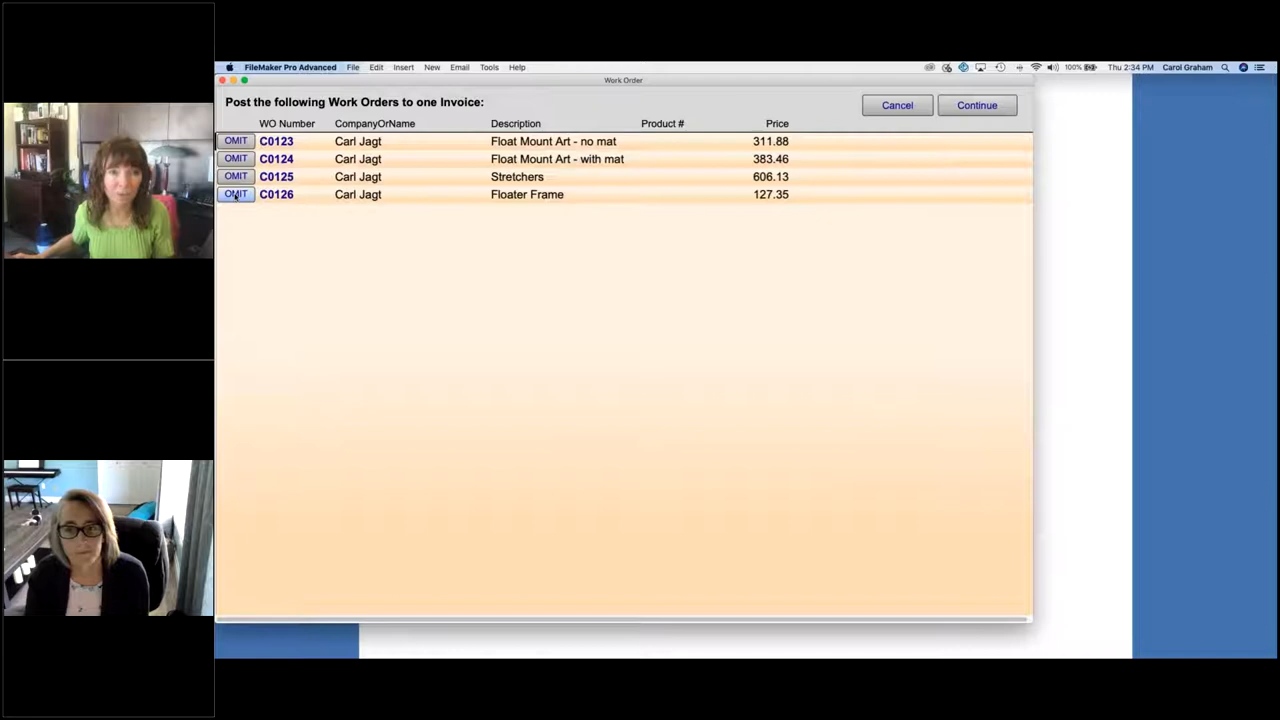 FileMaker Pro Advanced File Edit Insert New Email Tools Help 100% Thu 2:34 PM Carol Graham
Work Order
Post the following Work Orders to one Invoice:
Cancel Continue
WO Number CompanyOrName Description Product # Price
OMIT C0123 Carl Jagt Float Mount Art - no mat 311.88
OMIT C0124 Carl Jagt Float Mount Art - with mat 383.46
OMIT C0125 Carl Jagt Stretchers 606.13
OMIT C0126 Carl Jagt Floater Frame 127.35